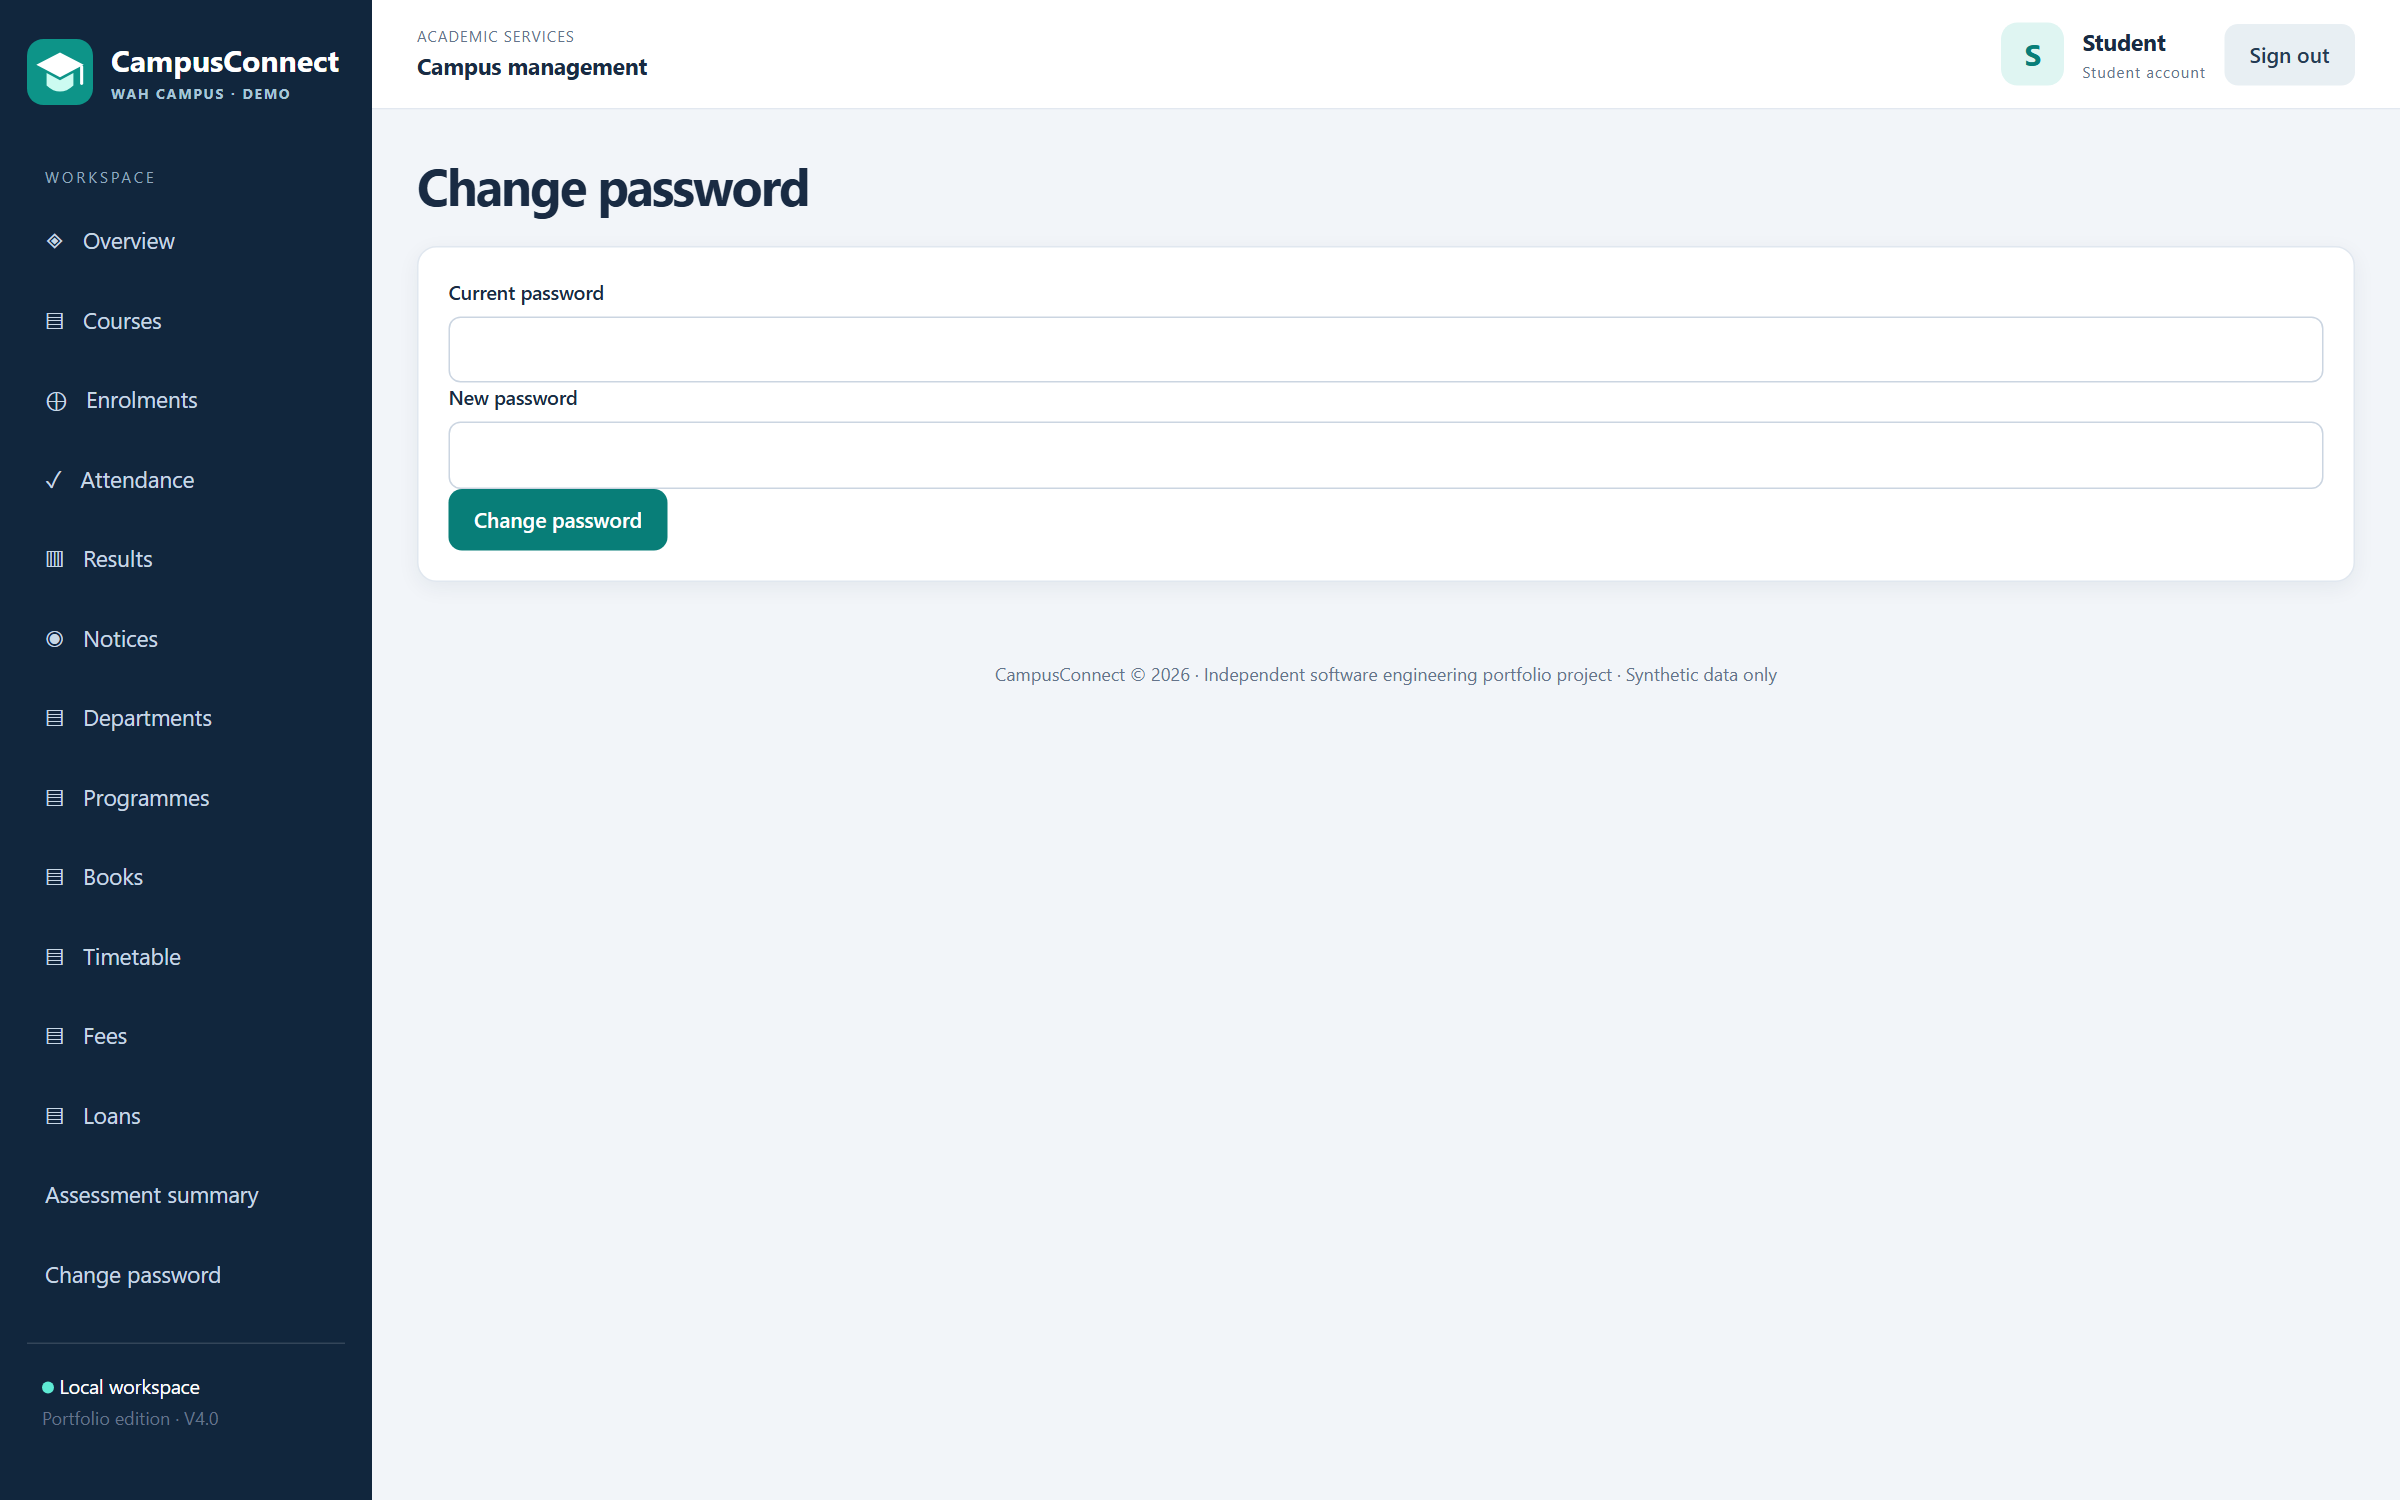 CampusConnect
WAH CAMPUS · DEMO
WORKSPACE
Overview
Courses
Enrolments
Attendance
Results
Notices
Departments
Programmes
Books
Timetable
Fees
Loans
Assessment summary
Change password
Local workspace
Portfolio edition · V4.0
ACADEMIC SERVICES
Campus management
S
Student
Student account
Sign out
Change password
Current password
New password
Change password
CampusConnect © 2026 · Independent software engineering portfolio project · Synthetic data only